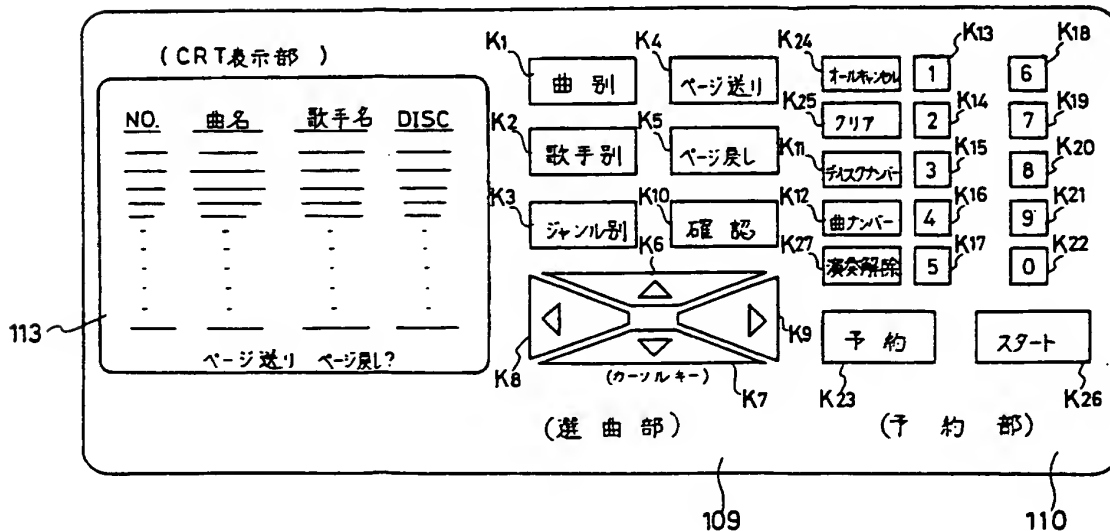 (CRT表示部)
NO. 曲名 歌手名 DISC
ページ送り ページ戻し?
113
K1 曲別
K4 ページ送り
K2 歌手別
K5 ページ戻し
K3 ジャンル別
K10 確認
K6
K8
K9
(カーソルキー)
K7
(選曲部)
109
K24 オールキャンセル
K13 1
K18 6
K25 クリア
K14 2
K19 7
K11 ディスクナンバー
K15 3
K20 8
K12 曲ナンバー
K16 4
K21 9
K27 演奏解除
K17 5
K22 0
予約
スタート
K23
K26
(予約部)
110